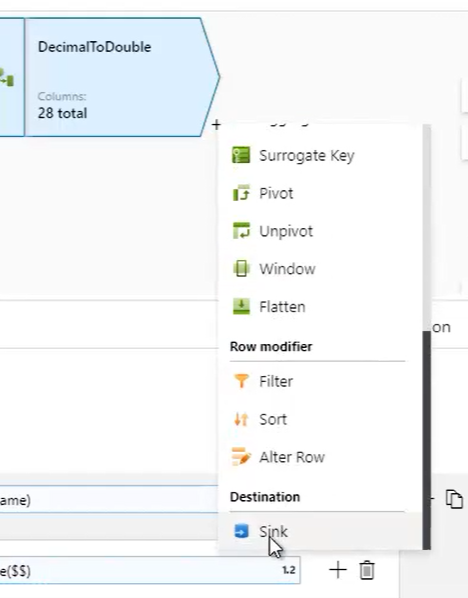 DecimalToDouble
Columns:
28 total
+
Surrogate Key
Pivot
Unpivot
Window
Flatten
on
Row modifier
Filter
Sort
Alter Row
Destination
ame)
Sink
e($$)
1.2